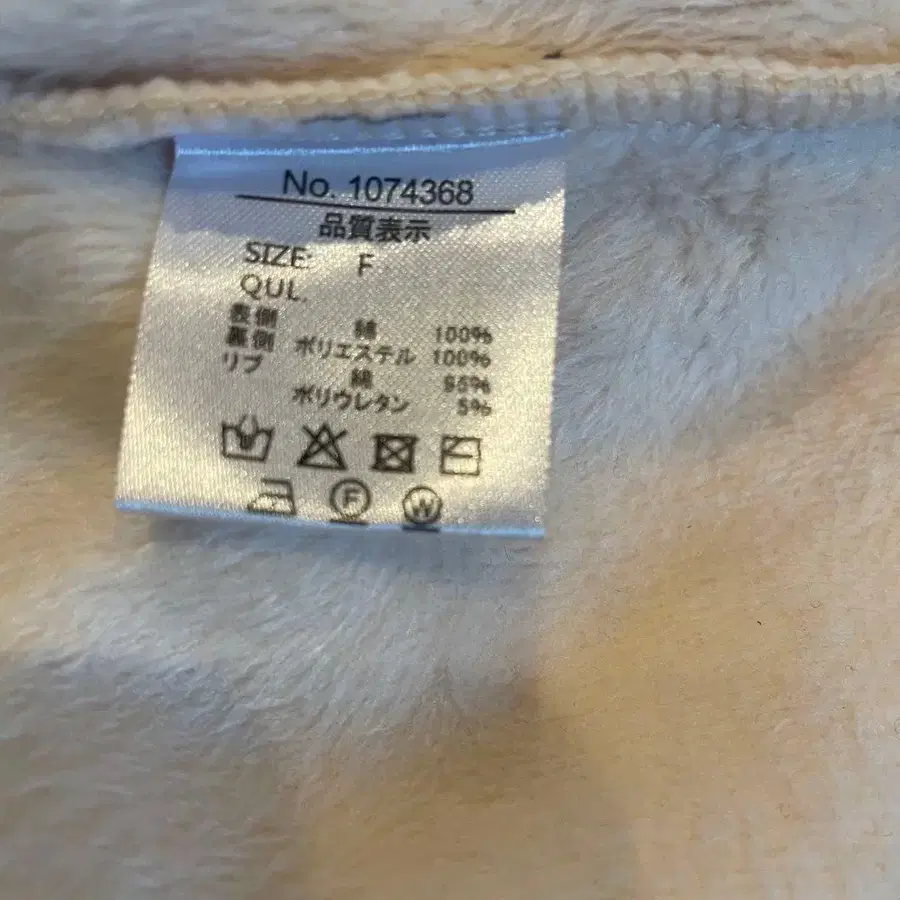 No. 1074368
品質表示
SIZE: F
QUL.
表側 綿 100%
裏側 ポリエステル 100%
リブ 綿 95%
ポリウレタン 5%
F W